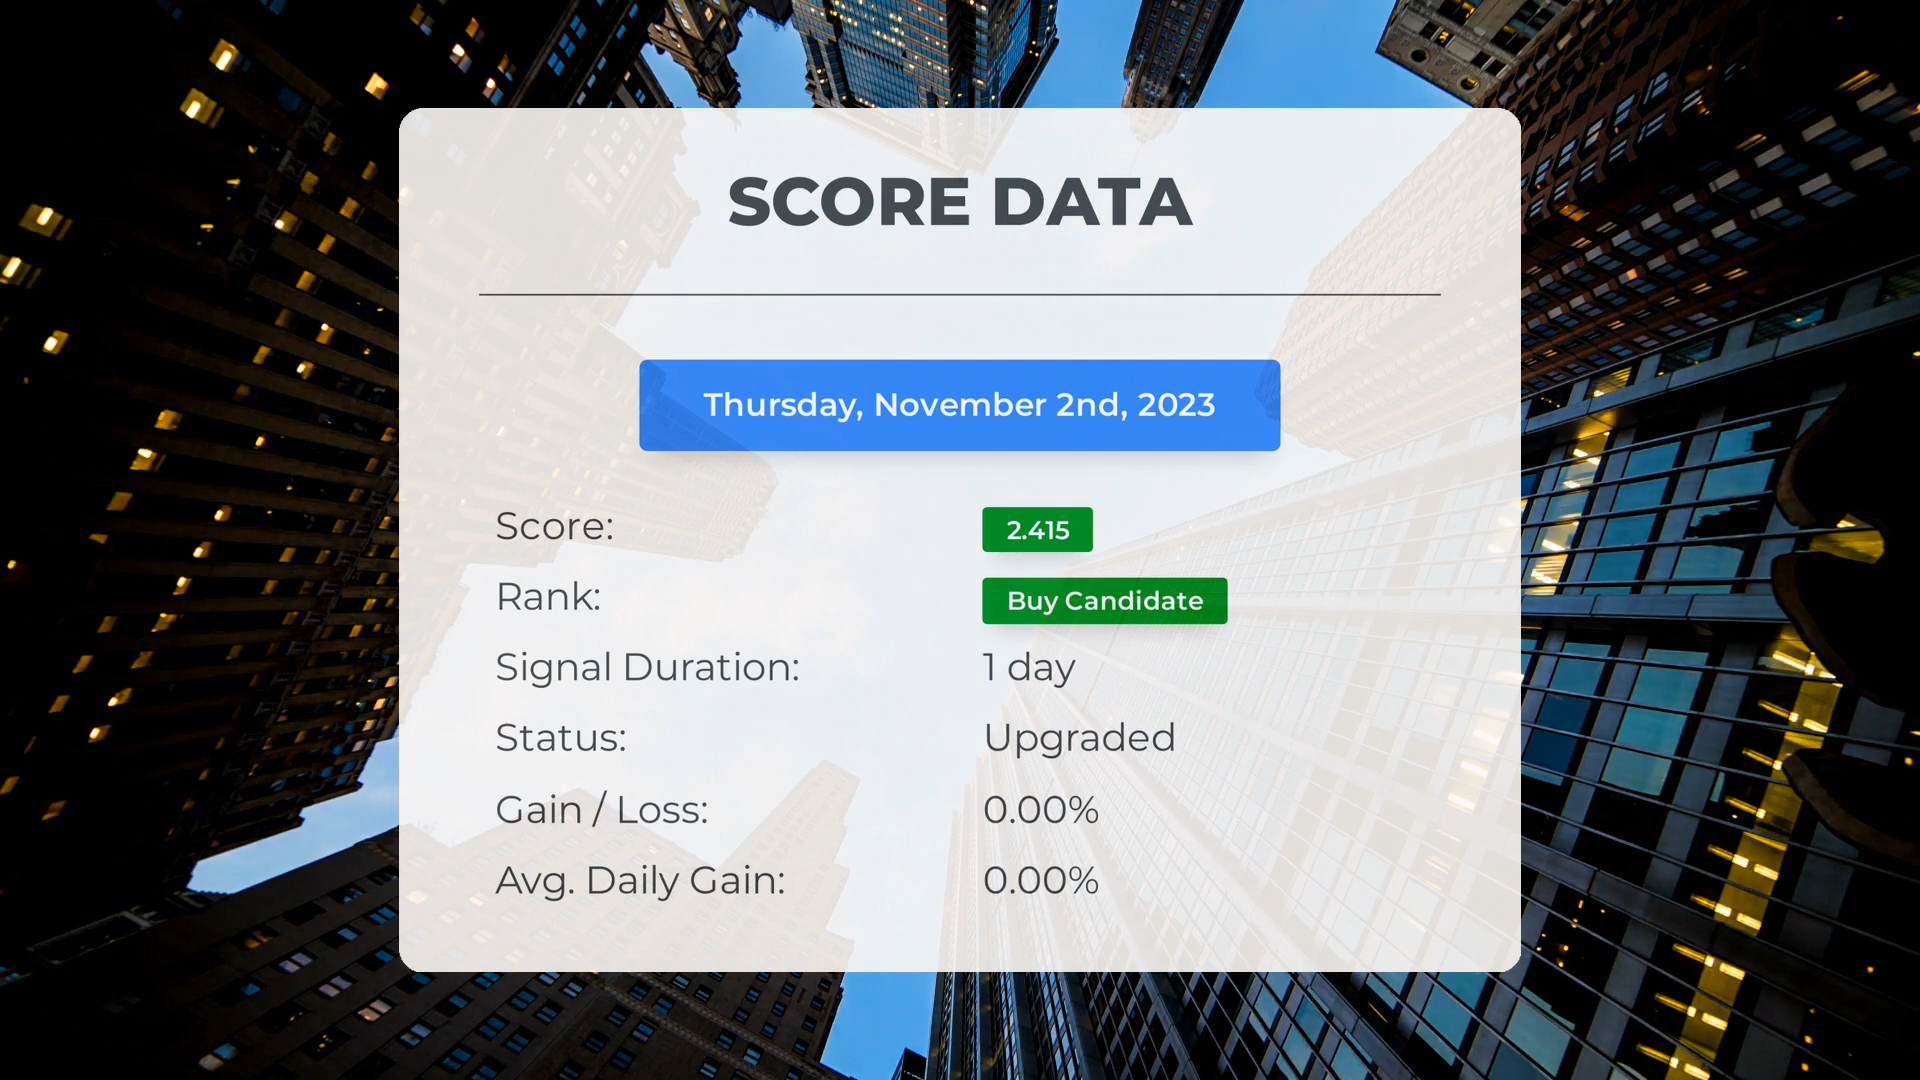 SCORE DATA
Thursday, November 2nd, 2023
Score: 2.415
Rank: Buy Candidate
Signal Duration: 1 day
Status: Upgraded
Gain / Loss: 0.00%
Avg. Daily Gain: 0.00%